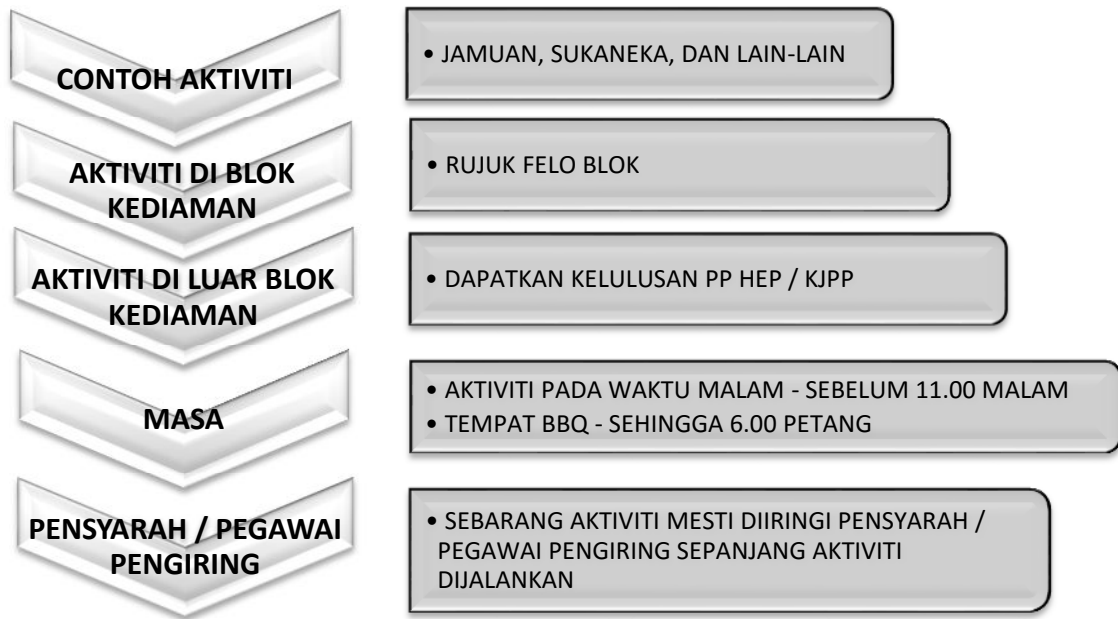 CONTOH AKTIVITI
• JAMUAN, SUKANEKA, DAN LAIN-LAIN
AKTIVITI DI BLOK
KEDIAMAN
• RUJUK FELO BLOK
AKTIVITI DI LUAR BLOK
KEDIAMAN
• DAPATKAN KELULUSAN PP HEP / KJPP
MASA
• AKTIVITI PADA WAKTU MALAM - SEBELUM 11.00 MALAM
• TEMPAT BBQ - SEHINGGA 6.00 PETANG
PENSYARAH / PEGAWAI
PENGIRING
• SEBARANG AKTIVITI MESTI DIIRINGI PENSYARAH /
PEGAWAI PENGIRING SEPANJANG AKTIVITI
DIJALANKAN